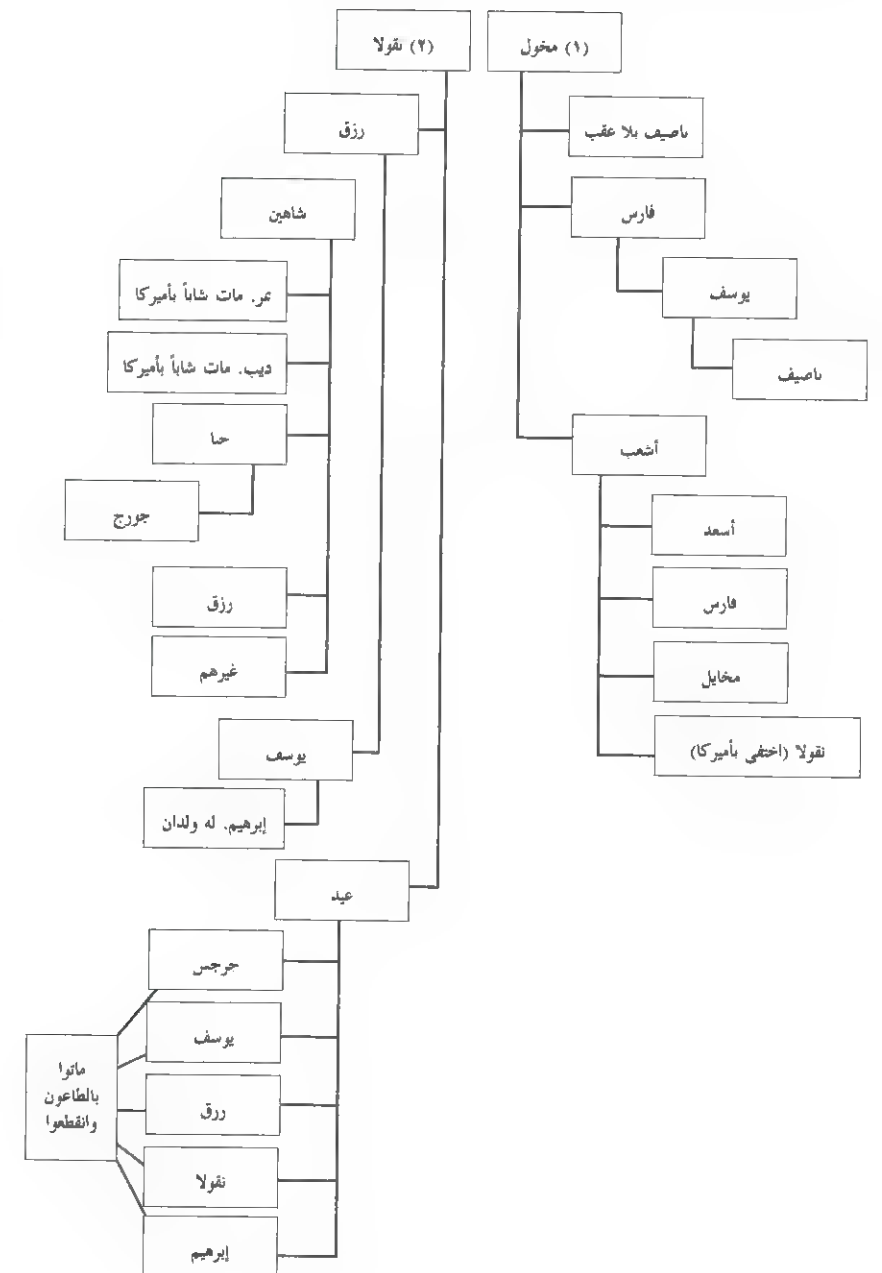 (١) مخول
ناصيف بلا عقب
فارس
يوسف
ناصيف
أشعب
أسعد
فارس
مخايل
نقولا (اختفى بأميركا)
(٢) نقولا
رزق
شاهين
نمر. مات شاباً بأميركا
ديب. مات شاباً بأميركا
حنا
جورج
رزق
غيرهم
يوسف
إبرهيم. له ولدان
عيد
جرجس
يوسف
رزق
نقولا
إبرهيم
ماتوا
بالطاعون
وانقطعوا